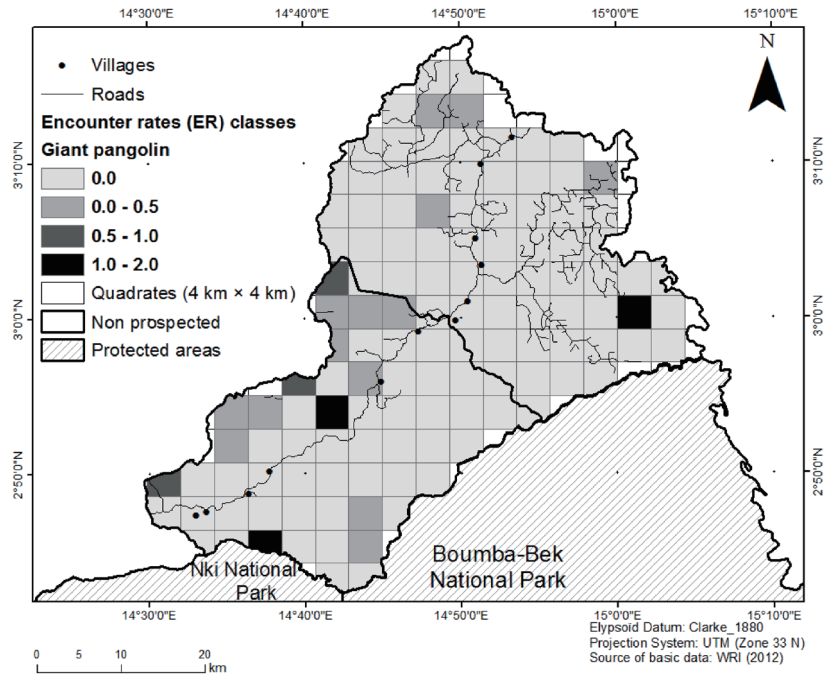 14°30'0"E 14°40'0"E 14°50'0"E 15°0'0"E 15°10'0"E
N
Villages
Roads
Encounter rates (ER) classes
Giant pangolin
0.0
0.0 - 0.5
0.5 - 1.0
1.0 - 2.0
Quadrates (4 km × 4 km)
Non prospected
Protected areas
3°10'0"N 3°10'0"N
3°0'0"N 3°0'0"N
2°50'0"N 2°50'0"N
Nki National
Park
Boumba-Bek
National Park
14°30'0"E 14°40'0"E 14°50'0"E 15°0'0"E 15°10'0"E
Elypsoid Datum: Clarke_1880
Projection System: UTM (Zone 33 N)
Source of basic data: WRI (2012)
0 5 10 20
km